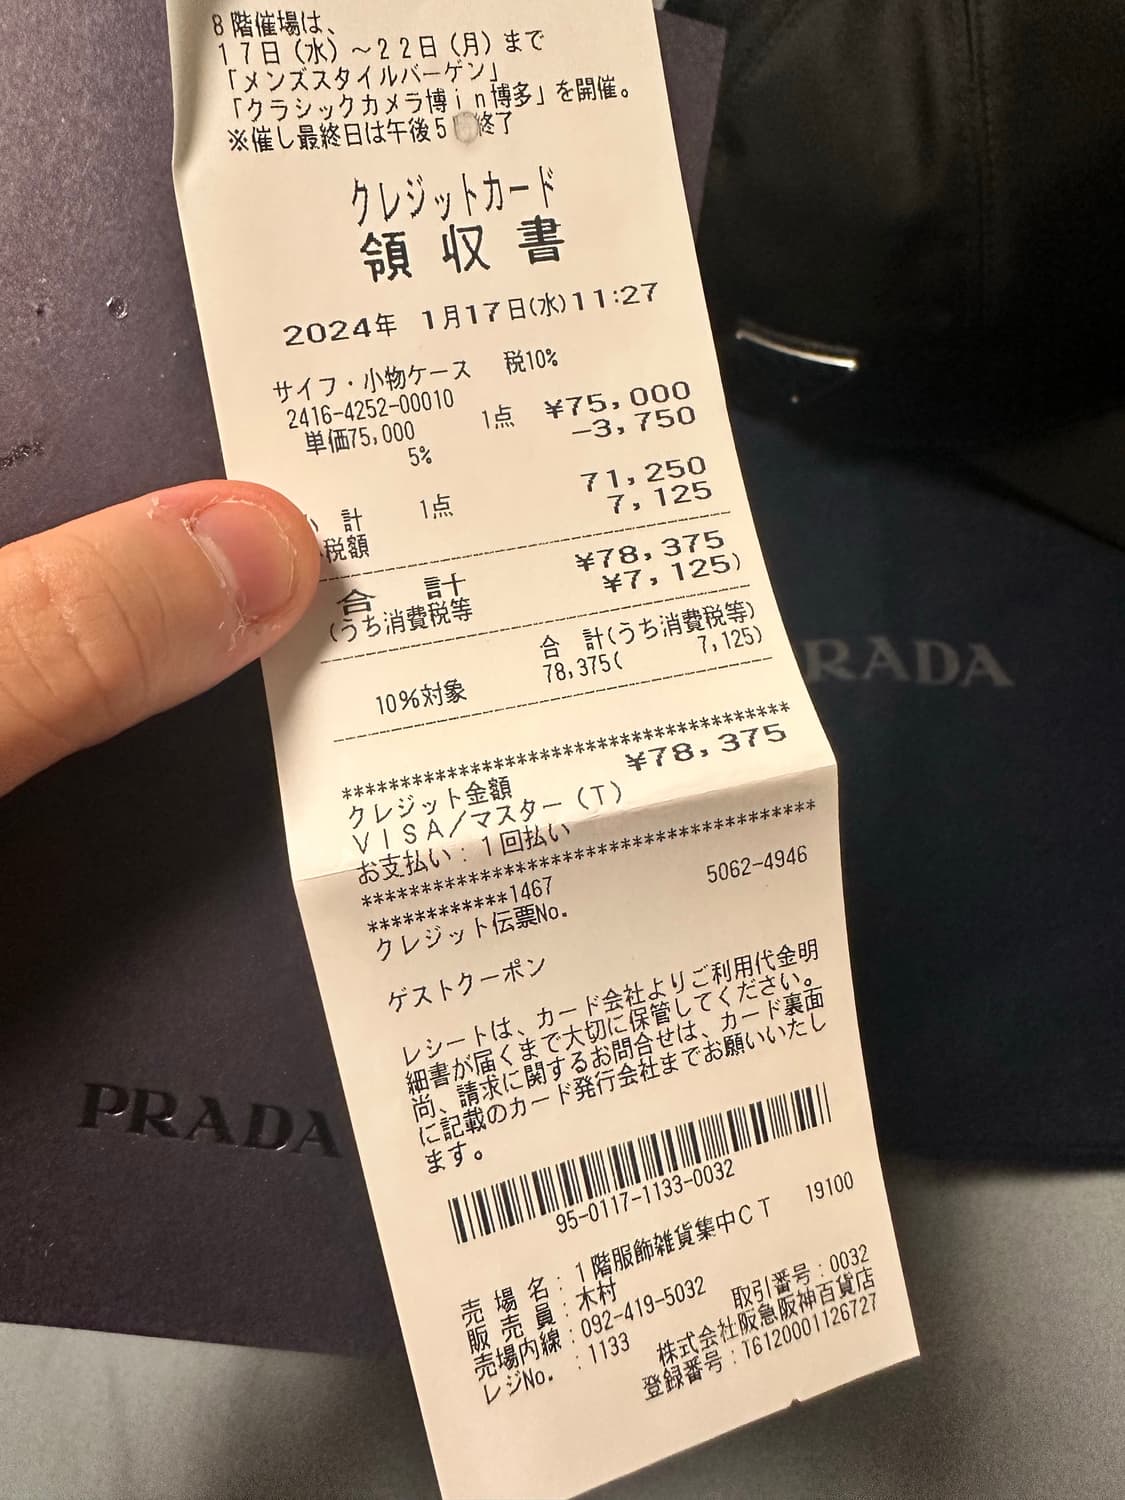 8階催場は、
17日（水）～22日（月）まで
「メンズスタイルバーゲン」
「クラシックカメラ博ｉｎ博多」を開催。
※催し最終日は午後5 終了
クレジットカード
領収書
2024年 1月17日(水)11:27
サイフ・小物ケース 税10%
2416-4252-00010
単価75,000 1点 ¥75,000
5% -3,750
計 1点 71,250
税額 7,125
合 計 ¥78,375
(うち消費税等 ¥7,125)
合 計(うち消費税等)
10%対象 78,375( 7,125)
****************************************
クレジット金額 ¥78,375
ＶＩＳＡ／マスター（Ｔ）
お支払い：１回払い
****************************************
************1467
クレジット伝票No. 5062-4946
ゲストクーポン
レシートは、カード会社よりご利用代金明
細書が届くまで大切に保管してください。
尚、請求に関するお問合せは、カード裏面
に記載のカード発行会社までお願いいたし
ます。
95-0117-1133-0032
売 場 名：１階服飾雑貨集中ＣＴ 19100
販 売 員：木村
売場内線：092-419-5032
レジNo. ：1133 取引番号：0032
株式会社阪急阪神百貨店
登録番号：T6120001126727
PRADA
RADA